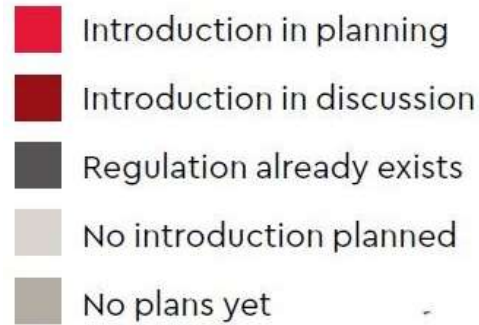 Introduction in planning
Introduction in discussion
Regulation already exists
No introduction planned
No plans yet